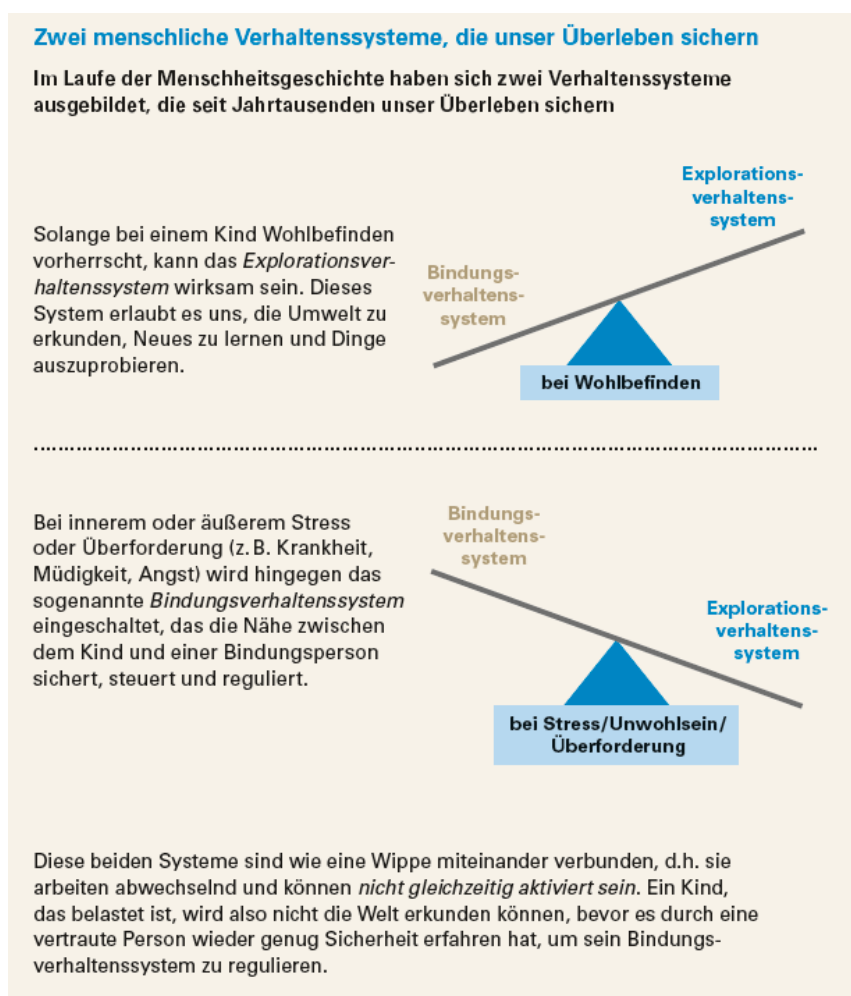 Zwei menschliche Verhaltenssysteme, die unser Überleben sichern
Im Laufe der Menschheitsgeschichte haben sich zwei Verhaltenssysteme
ausgebildet, die seit Jahrtausenden unser Überleben sichern
Explorations-
verhaltens-
system
Solange bei einem Kind Wohlbefinden
vorherrscht, kann das Explorationsver-
haltenssystem wirksam sein. Dieses
System erlaubt es uns, die Umwelt zu
erkunden, Neues zu lernen und Dinge
auszuprobieren.
Bindungs-
verhaltens-
system
bei Wohlbefinden
Bei innerem oder äußerem Stress
oder Überforderung (z. B. Krankheit,
Müdigkeit, Angst) wird hingegen das
sogenannte Bindungsverhaltenssystem
eingeschaltet, das die Nähe zwischen
dem Kind und einer Bindungsperson
sichert, steuert und reguliert.
Bindungs-
verhaltens-
system
Explorations-
verhaltens-
system
bei Stress/Unwohlsein/
Überforderung
Diese beiden Systeme sind wie eine Wippe miteinander verbunden, d.h. sie
arbeiten abwechselnd und können nicht gleichzeitig aktiviert sein. Ein Kind,
das belastet ist, wird also nicht die Welt erkunden können, bevor es durch eine
vertraute Person wieder genug Sicherheit erfahren hat, um sein Bindungs-
verhaltenssystem zu regulieren.